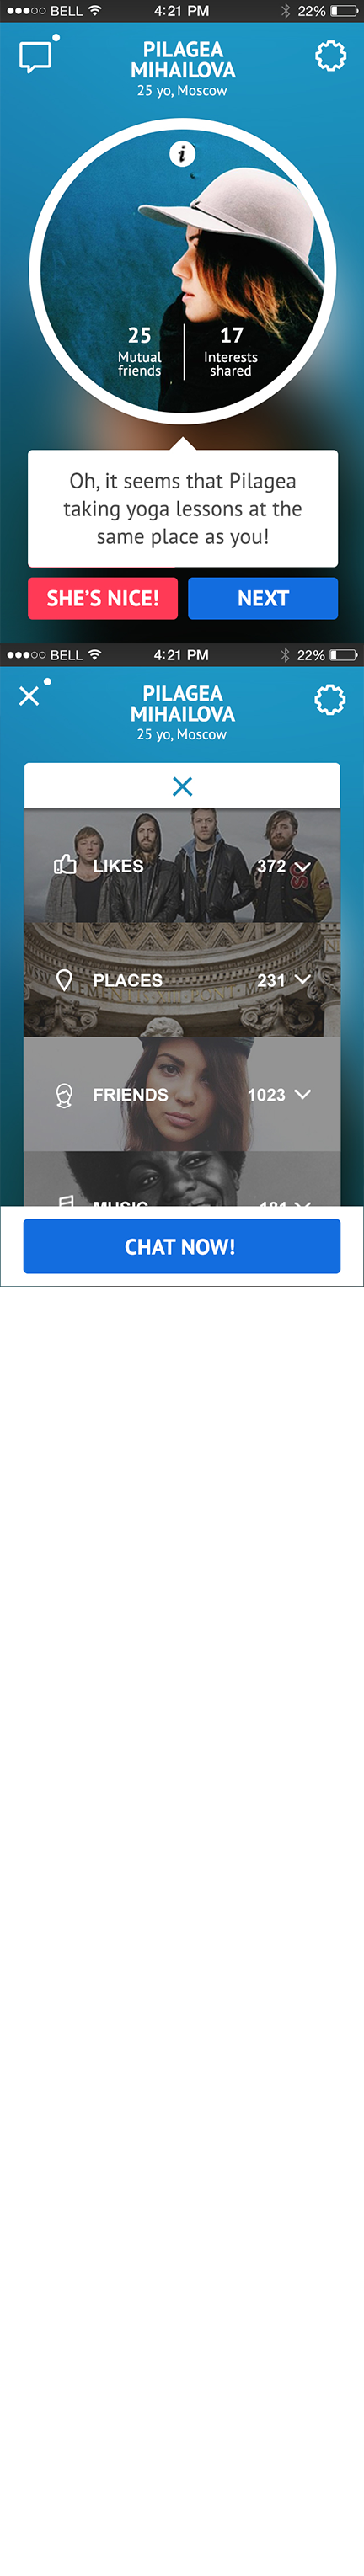 BELL 4:21 PM 22%
PILAGEA
MIHAILOVA
25 yo, Moscow
i
25 17
Mutual Interests
friends shared
Oh, it seems that Pilagea
taking yoga lessons at the
same place as you!
SHE'S NICE! NEXT
BELL 4:21 PM 22%
PILAGEA
MIHAILOVA
25 yo, Moscow
LIKES 372
PLACES 231
FRIENDS 1023
MUSIC 181
CHAT NOW!